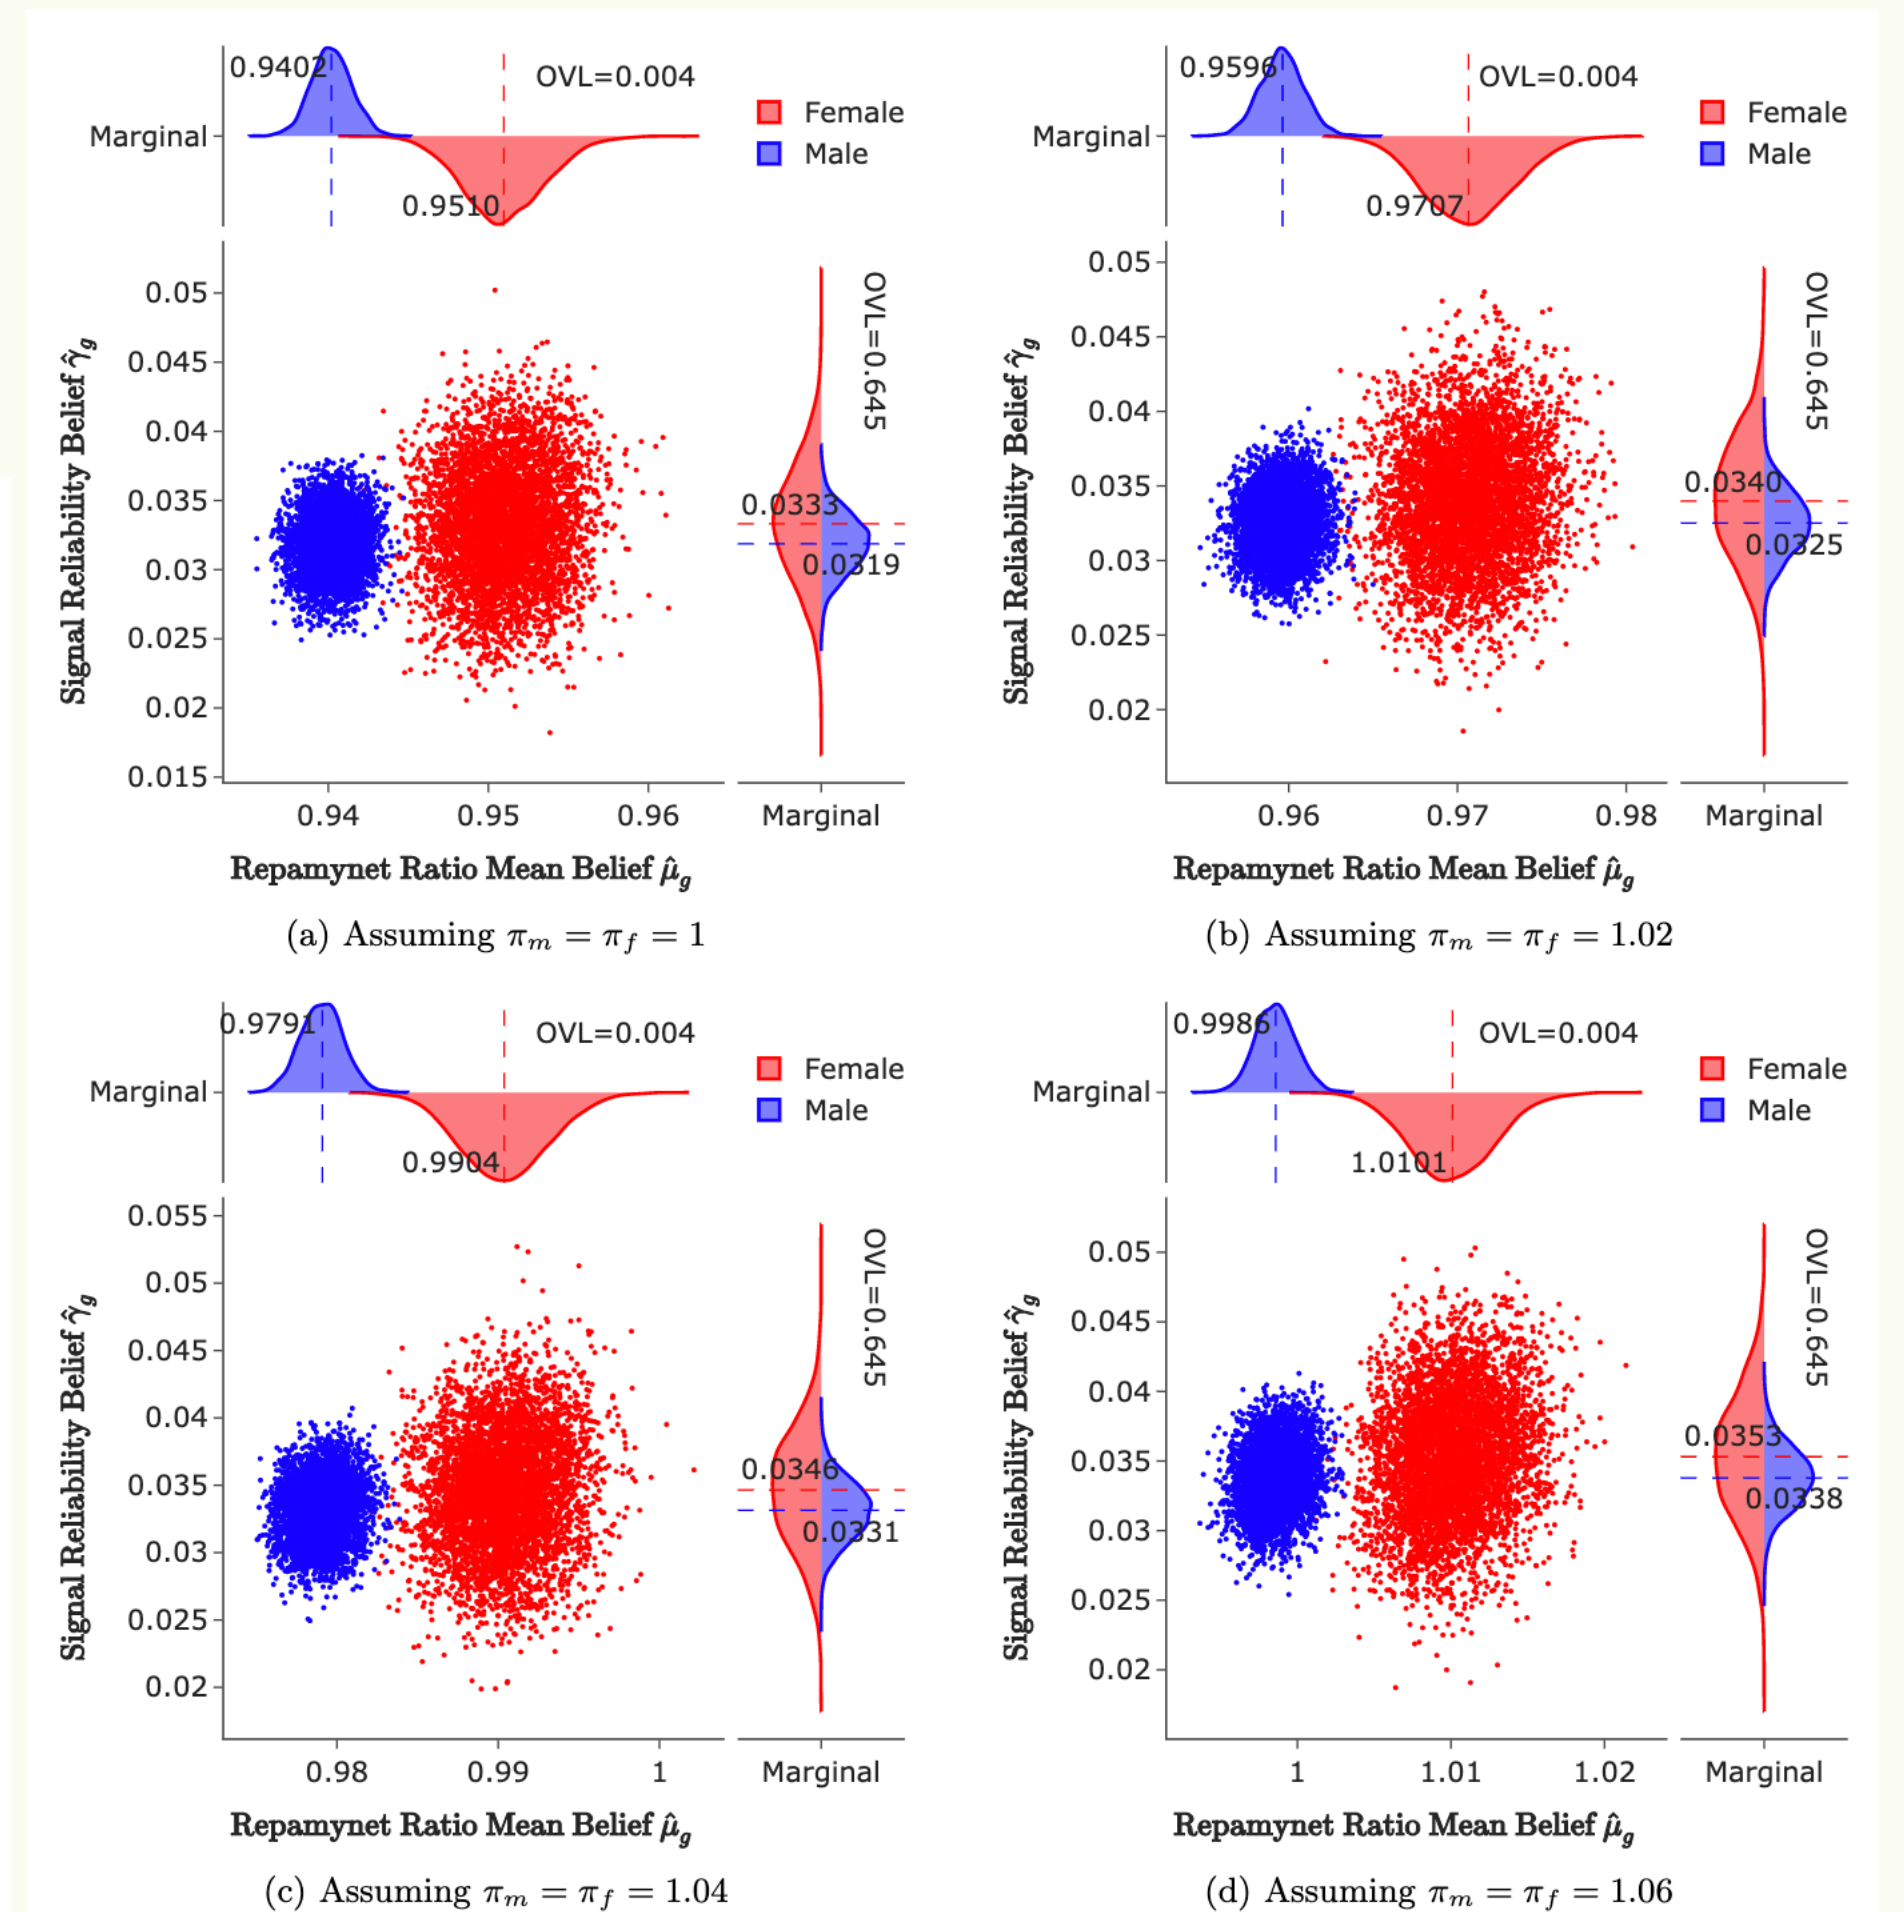 0.9402
OVL=0.004
Marginal
0.9510
Female
Male
0.05
0.045
0.04
0.035
0.03
0.025
0.02
0.015
Signal Reliability Belief γ̂g
OVL=0.645
0.0333
0.0319
0.94 0.95 0.96
Marginal
Repamynet Ratio Mean Belief μ̂g
(a) Assuming πm = πf = 1
0.9596
OVL=0.004
Marginal
0.9707
Female
Male
0.05
0.045
0.04
0.035
0.03
0.025
0.02
Signal Reliability Belief γ̂g
OVL=0.645
0.0340
0.0325
0.96 0.97 0.98
Marginal
Repamynet Ratio Mean Belief μ̂g
(b) Assuming πm = πf = 1.02
0.9791
OVL=0.004
Marginal
0.9904
Female
Male
0.055
0.05
0.045
0.04
0.035
0.03
0.025
0.02
Signal Reliability Belief γ̂g
OVL=0.645
0.0346
0.0331
0.98 0.99 1
Marginal
Repamynet Ratio Mean Belief μ̂g
(c) Assuming πm = πf = 1.04
0.9986
OVL=0.004
Marginal
1.0101
Female
Male
0.05
0.045
0.04
0.035
0.03
0.025
0.02
Signal Reliability Belief γ̂g
OVL=0.645
0.0353
0.0338
1 1.01 1.02
Marginal
Repamynet Ratio Mean Belief μ̂g
(d) Assuming πm = πf = 1.06